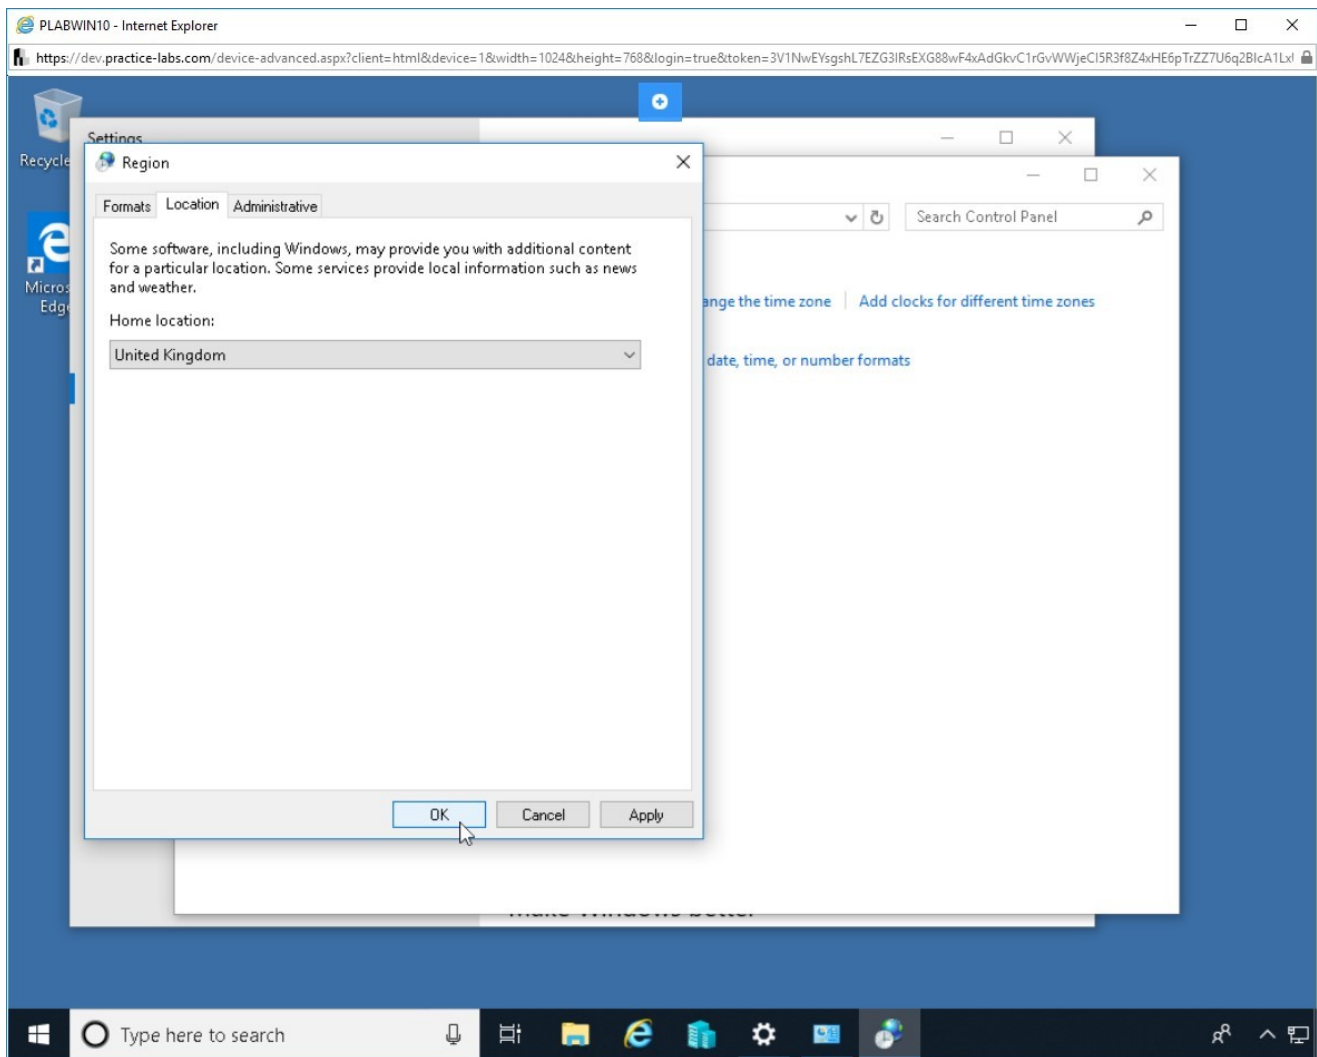 PLABWIN10 - Internet Explorer
https://dev.practice-labs.com/device-advanced.aspx?client=html&device=1&width=1024&height=768&login=true&token=3V1NwEYsgshL7EZG3IRsEXG88wF4xAdGkvC1rGvWWjeCI5R3f8Z4xHE6pTrZZ7U6q2BIcA1Lx
Settings
Recycle
Region
Formats Location Administrative
Search Control Panel
Some software, including Windows, may provide you with additional content
for a particular location. Some services provide local information such as news
and weather.
Micros
Edge
ange the time zone Add clocks for different time zones
Home location:
United Kingdom
date, time, or number formats
OK Cancel Apply
Type here to search